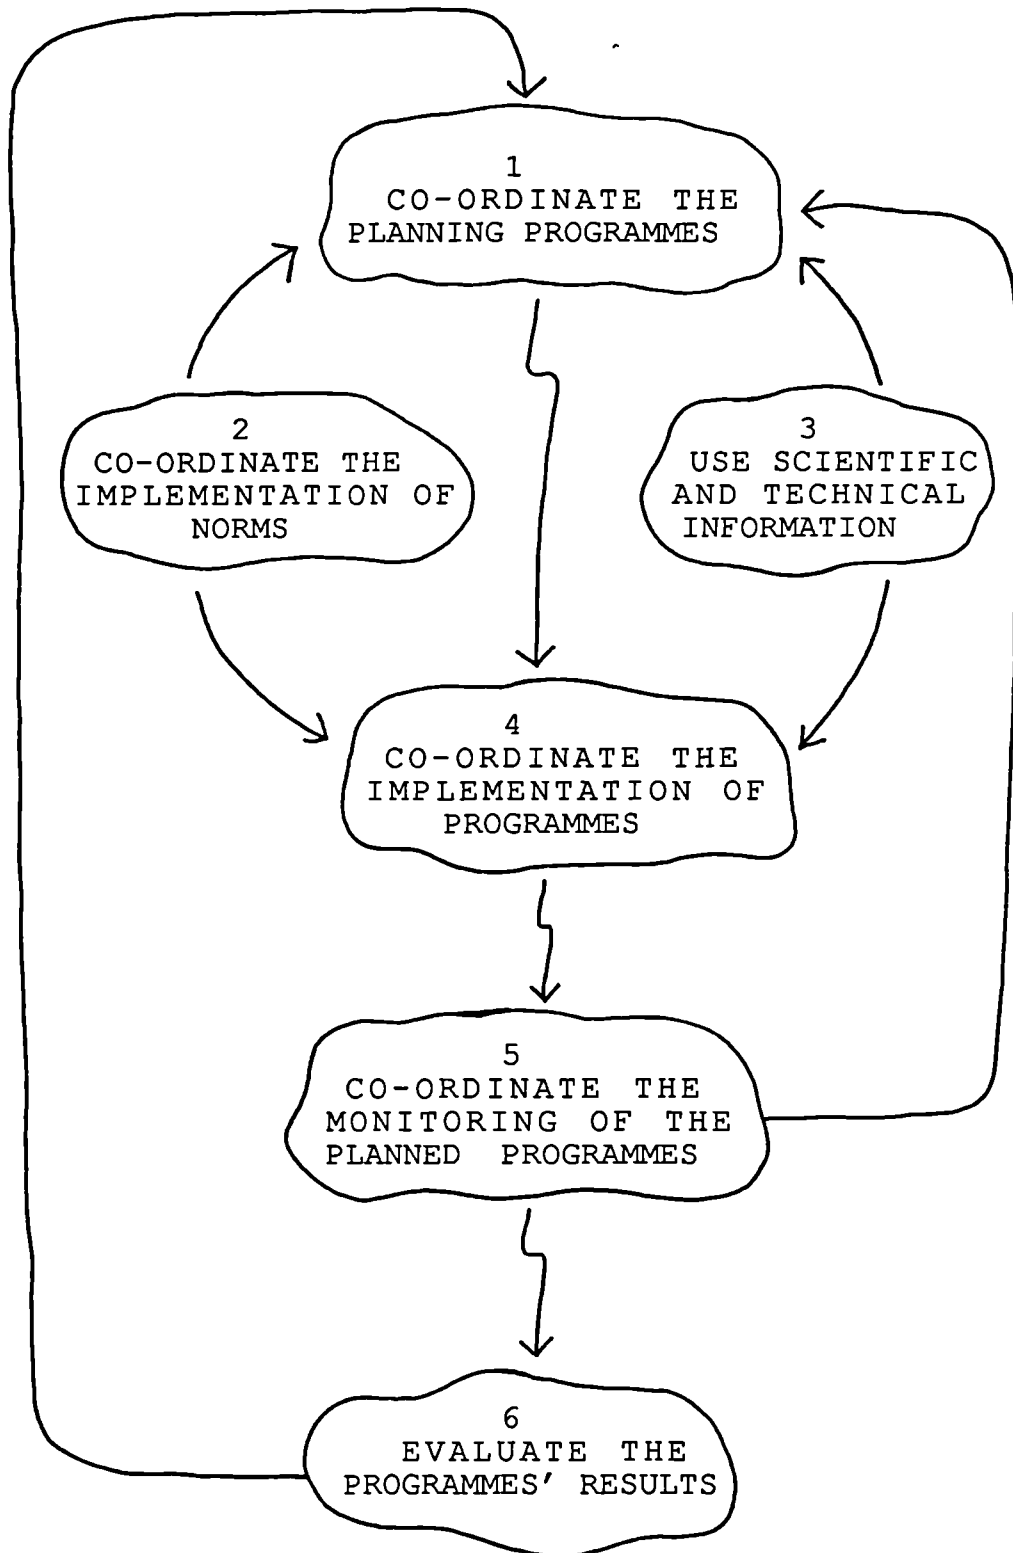 1
CO-ORDINATE THE
PLANNING PROGRAMMES
2
CO-ORDINATE THE
IMPLEMENTATION OF
NORMS
3
USE SCIENTIFIC
AND TECHNICAL
INFORMATION
4
CO-ORDINATE THE
IMPLEMENTATION OF
PROGRAMMES
5
CO-ORDINATE THE
MONITORING OF THE
PLANNED PROGRAMMES
6
EVALUATE THE
PROGRAMMES' RESULTS